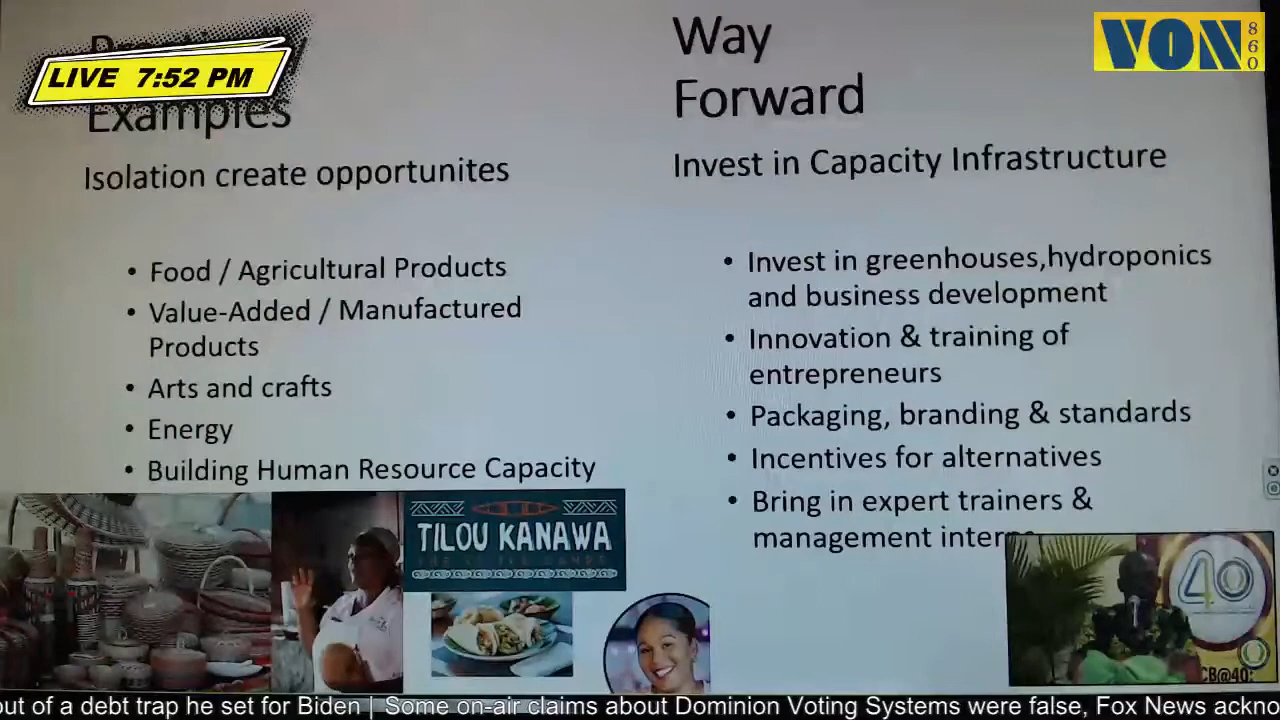 LIVE 7:52 PM
Examples
Isolation create opportunites
• Food / Agricultural Products
• Value-Added / Manufactured
Products
• Arts and crafts
• Energy
• Building Human Resource Capacity
TILOU KANAWA
Way
Forward
Invest in Capacity Infrastructure
• Invest in greenhouses,hydroponics
and business development
• Innovation & training of
entrepreneurs
• Packaging, branding & standards
• Incentives for alternatives
• Bring in expert trainers &
management
VON
860
40
CB@40:
out of a debt trap he set for Biden | Some on-air claims about Dominion Voting Systems were false, Fox News ackno